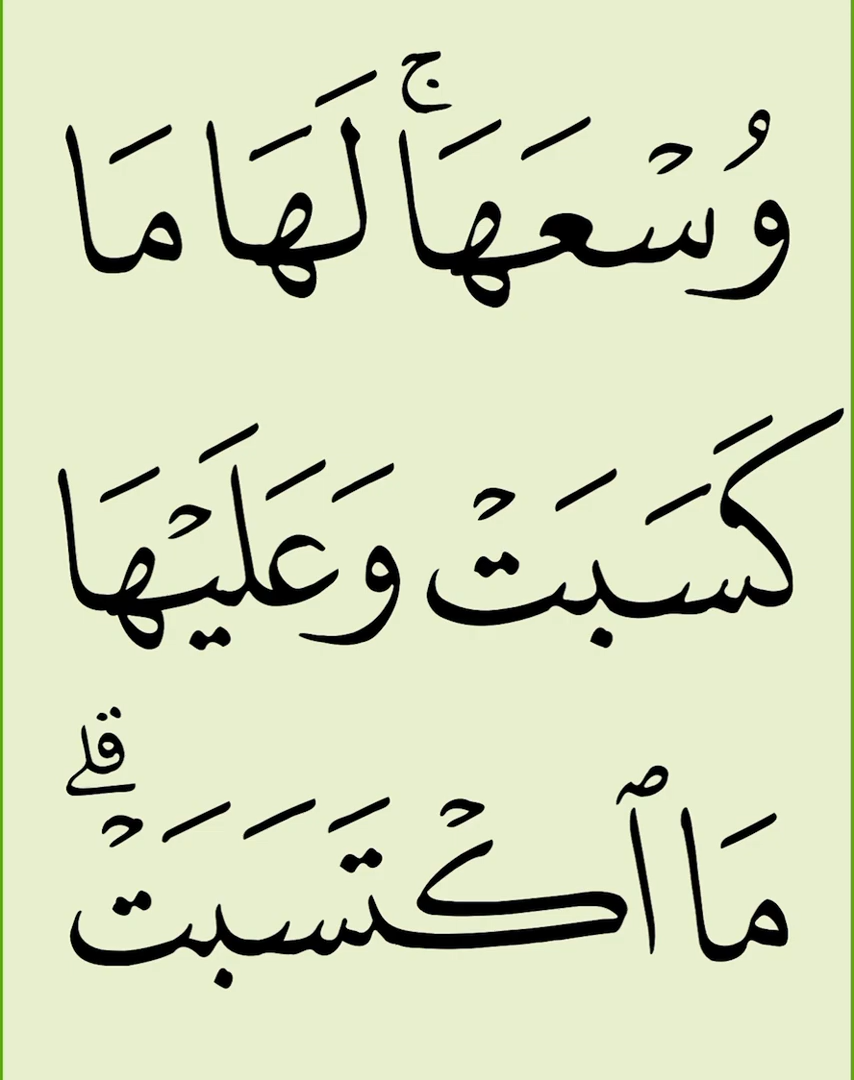 وُسْعَهَاۚ لَهَا مَا
كَسَبَتْ وَعَلَيْهَا
مَا ٱكْتَسَبَتْۗ